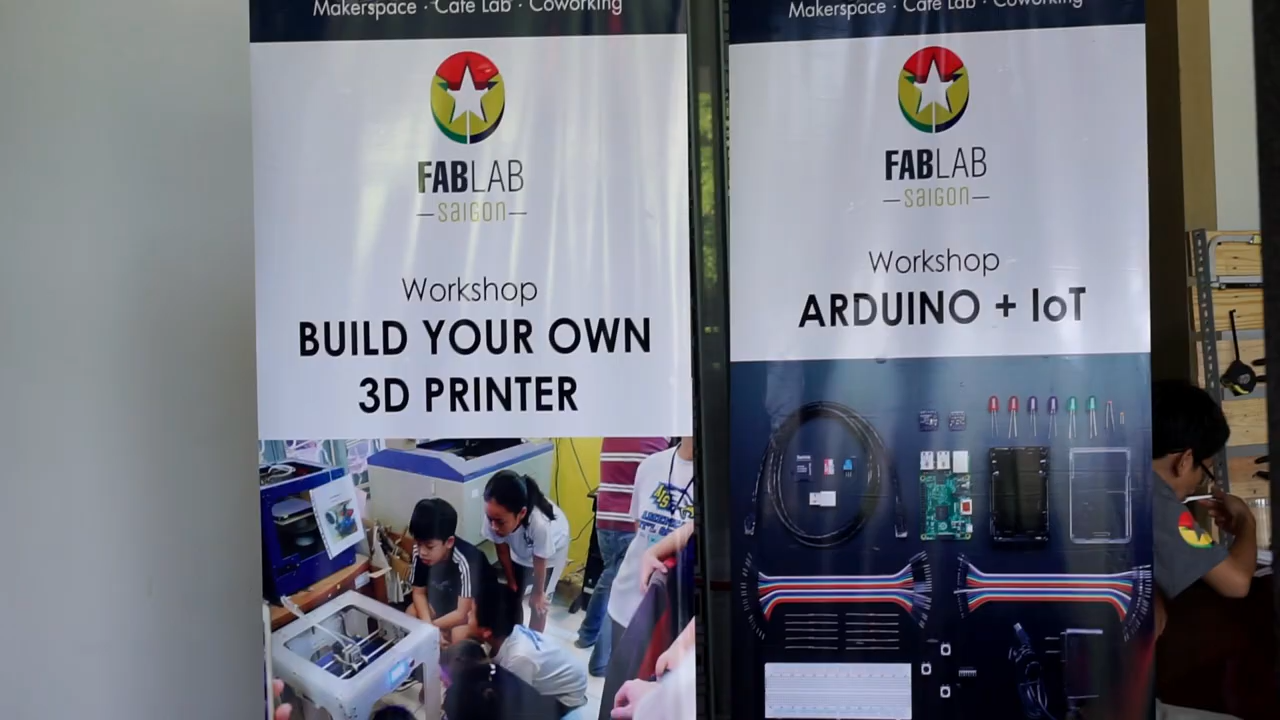 Makerspace · Cafe Lab · Coworking
FABLAB
SAIGON
Workshop
BUILD YOUR OWN
3D PRINTER
Makerspace · Cafe Lab · Coworking
FABLAB
SAIGON
Workshop
ARDUINO + IoT